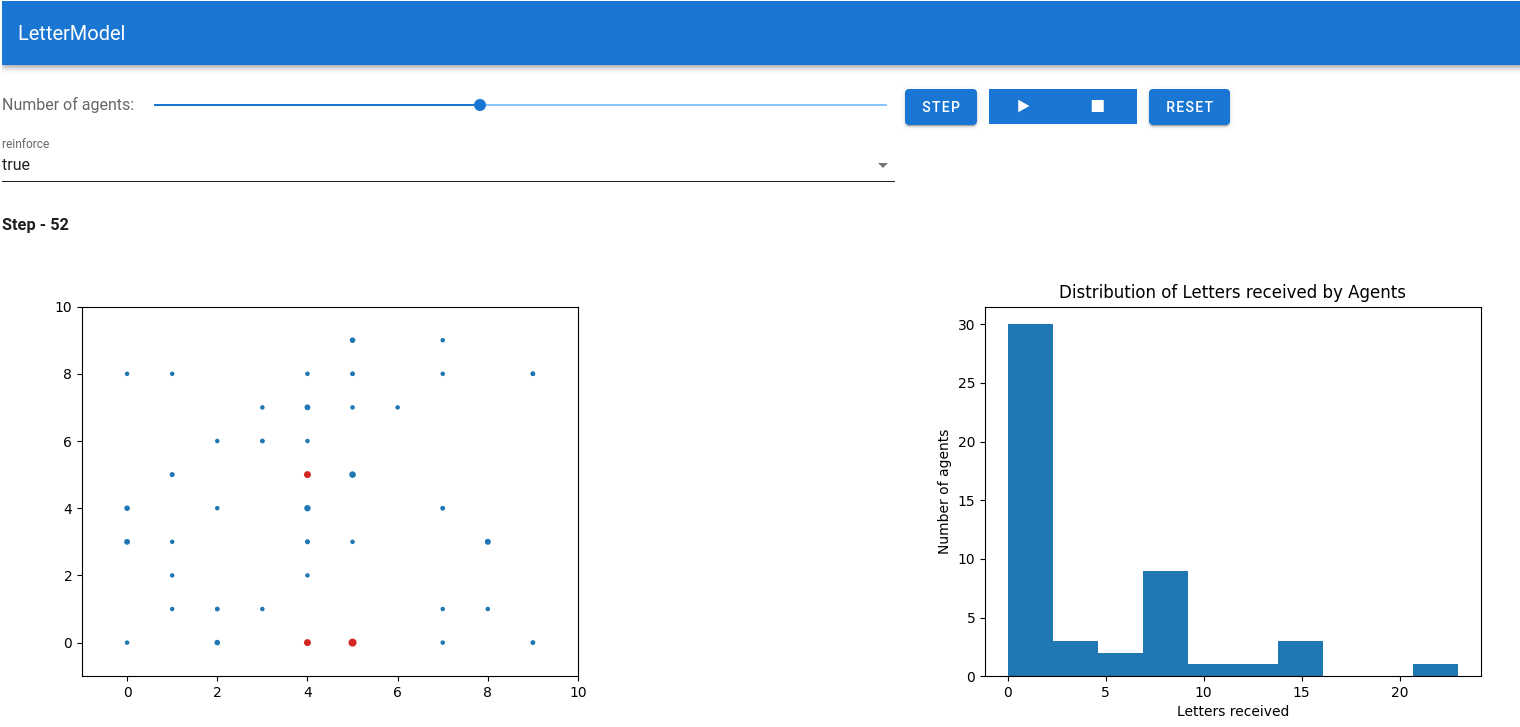 LetterModel
Number of agents:
STEP
RESET
reinforce
true
Step - 52
10
8
6
4
2
0
0 2 4 6 8 10
Distribution of Letters received by Agents
Number of agents
30
25
20
15
10
5
0
0 5 10 15 20
Letters received